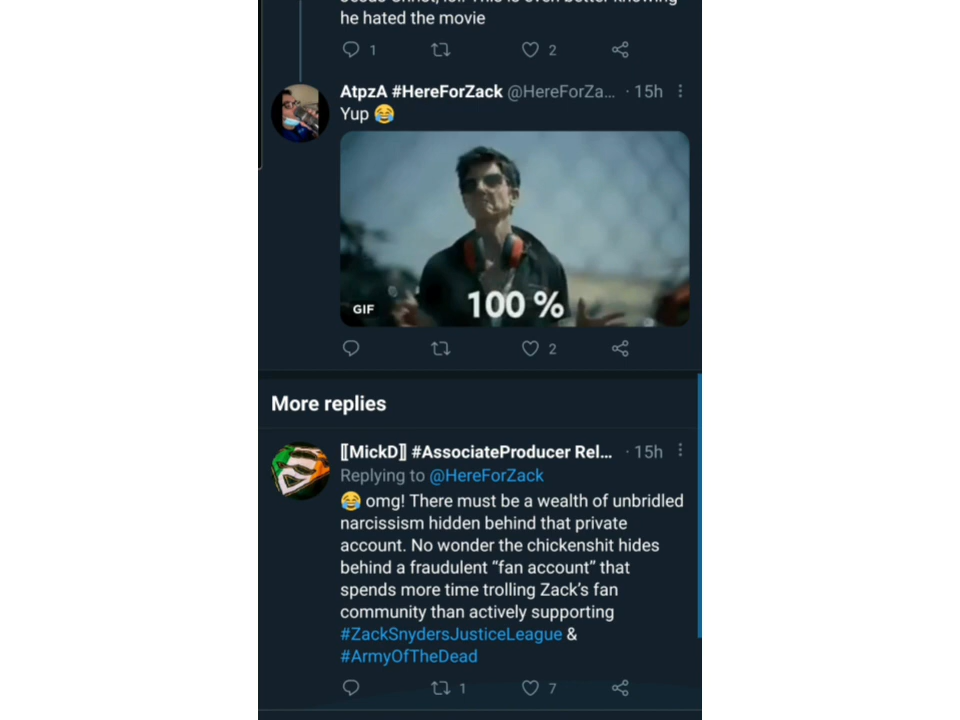 he hated the movie
1 2
AtpzA #HereForZack @HereForZa... · 15h
Yup 😂
100 %
GIF
2
More replies
⟦MickD⟧ #AssociateProducer Rel... · 15h
Replying to @HereForZack
😂 omg! There must be a wealth of unbridled
narcissism hidden behind that private
account. No wonder the chickenshit hides
behind a fraudulent “fan account” that
spends more time trolling Zack’s fan
community than actively supporting
#ZackSnydersJusticeLeague &
#ArmyOfTheDead
1 7